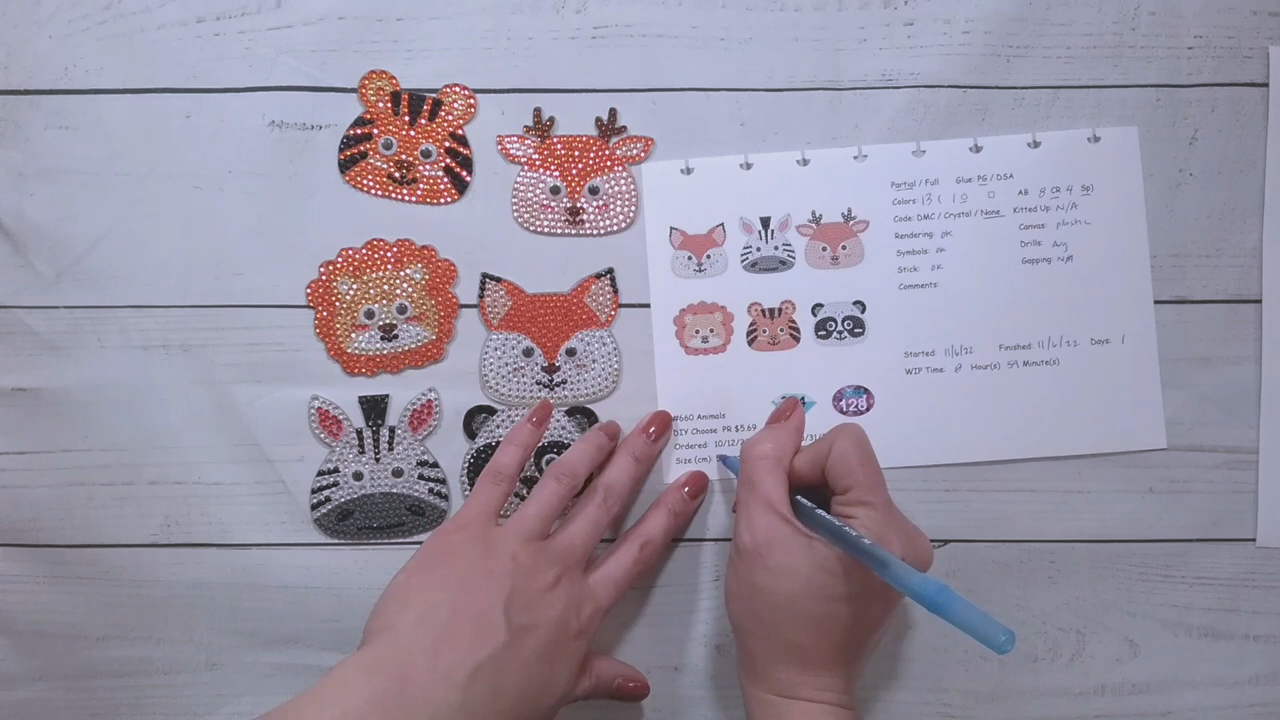 Partial / Full Glue: PG / DSA
Colors: 13 ( 10 □ AB 8 CR 4 Sp)
Code: DMC / Crystal / None Kitted Up: N/A
Rendering: ok Canvas: plastic
Symbols: ok Drills: Avg
Stick: ok Gapping: N/A
Comments:
Started: 11/6/22 Finished: 11/6/22 Days: 1
WIP Time: 8 Hour(s) 59 Minute(s)
128
#660 Animals
DIY Choose PR $5.69
Ordered: 10/12/2
Size (cm):